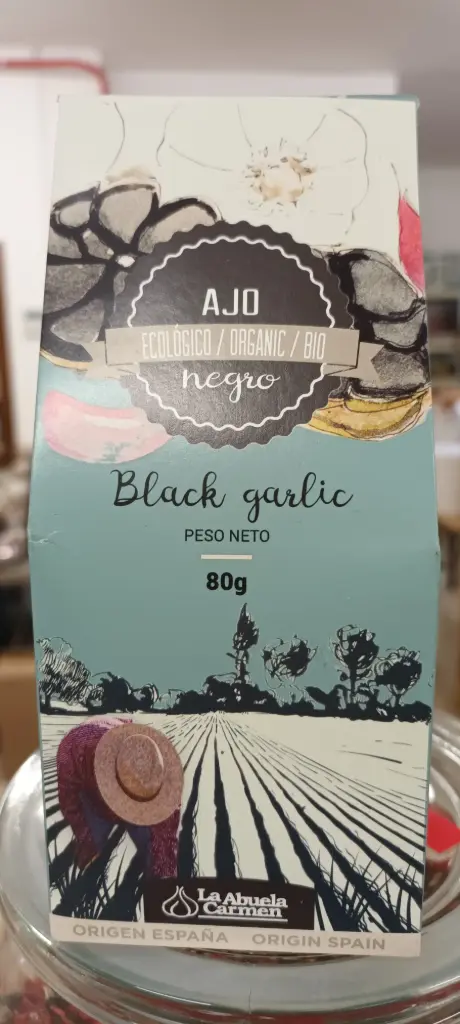 AJO
ECOLÓGICO / ORGANIC / BIO
negro
Black garlic
PESO NETO
80g
La Abuela
Carmen
ORIGEN ESPAÑA ORIGIN SPAIN